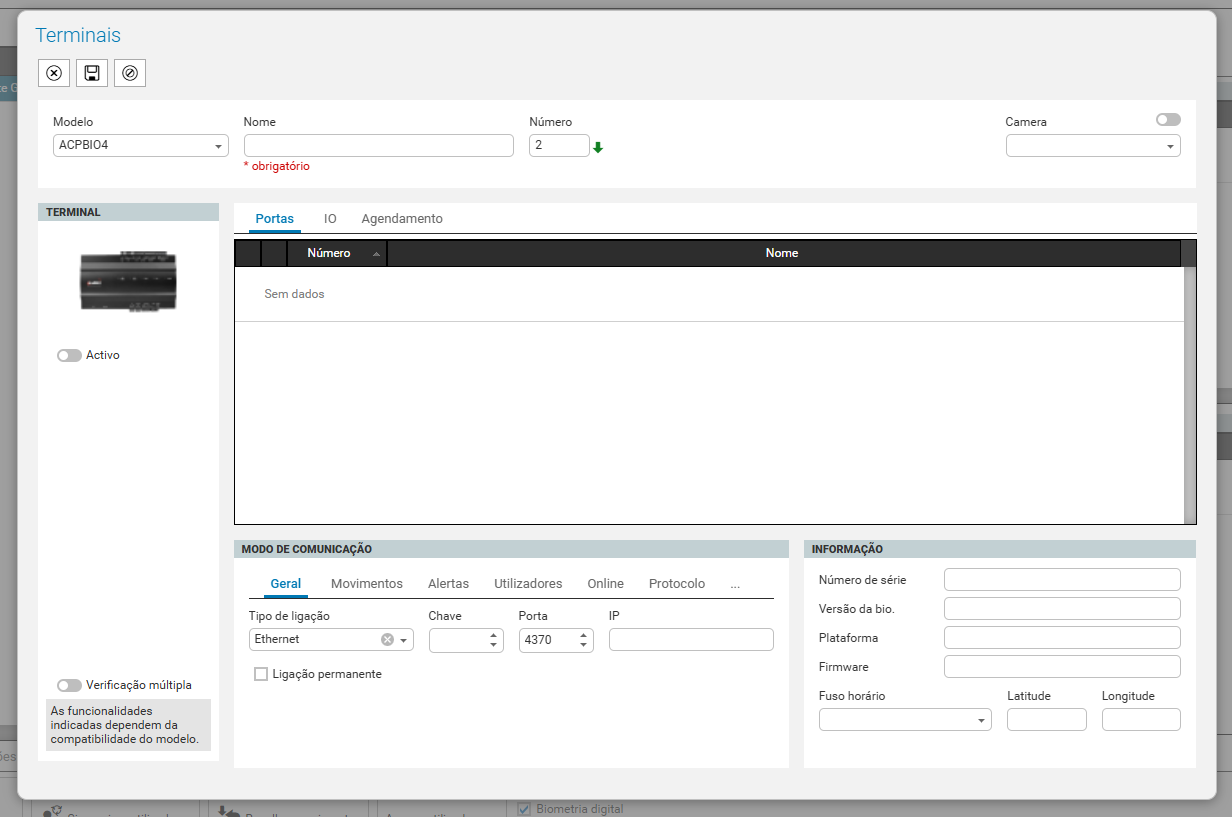 Terminais
Modelo
Nome
Número
Camera
ACPBIO4
2
* obrigatório
TERMINAL
Portas
IO
Agendamento
Número
Nome
Sem dados
Activo
Verificação múltipla
As funcionalidades
indicadas dependem da
compatibilidade do modelo.
MODO DE COMUNICAÇÃO
Geral
Movimentos
Alertas
Utilizadores
Online
Protocolo
...
Tipo de ligação
Chave
Porta
IP
Ethernet
4370
Ligação permanente
INFORMAÇÃO
Número de série
Versão da bio.
Plataforma
Firmware
Fuso horário
Latitude
Longitude
Biometria digital